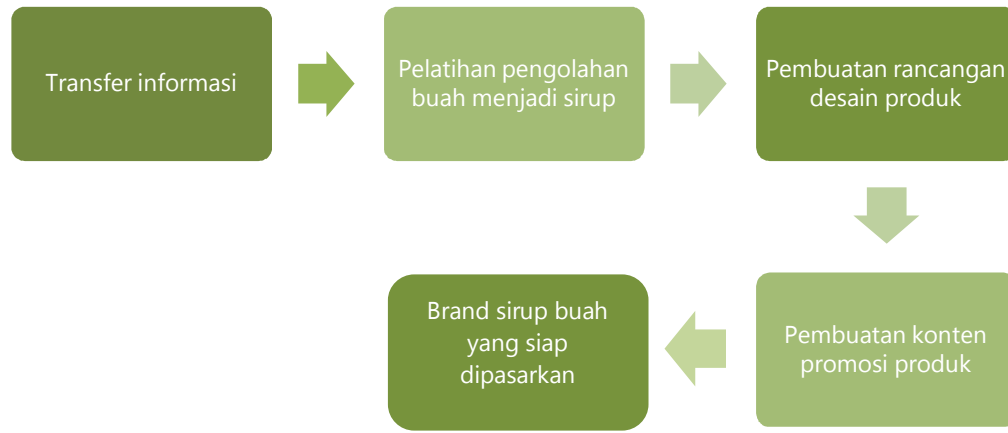 Transfer informasi
Pelatihan pengolahan
buah menjadi sirup
Pembuatan rancangan
desain produk
Pembuatan konten
promosi produk
Brand sirup buah
yang siap
dipasarkan